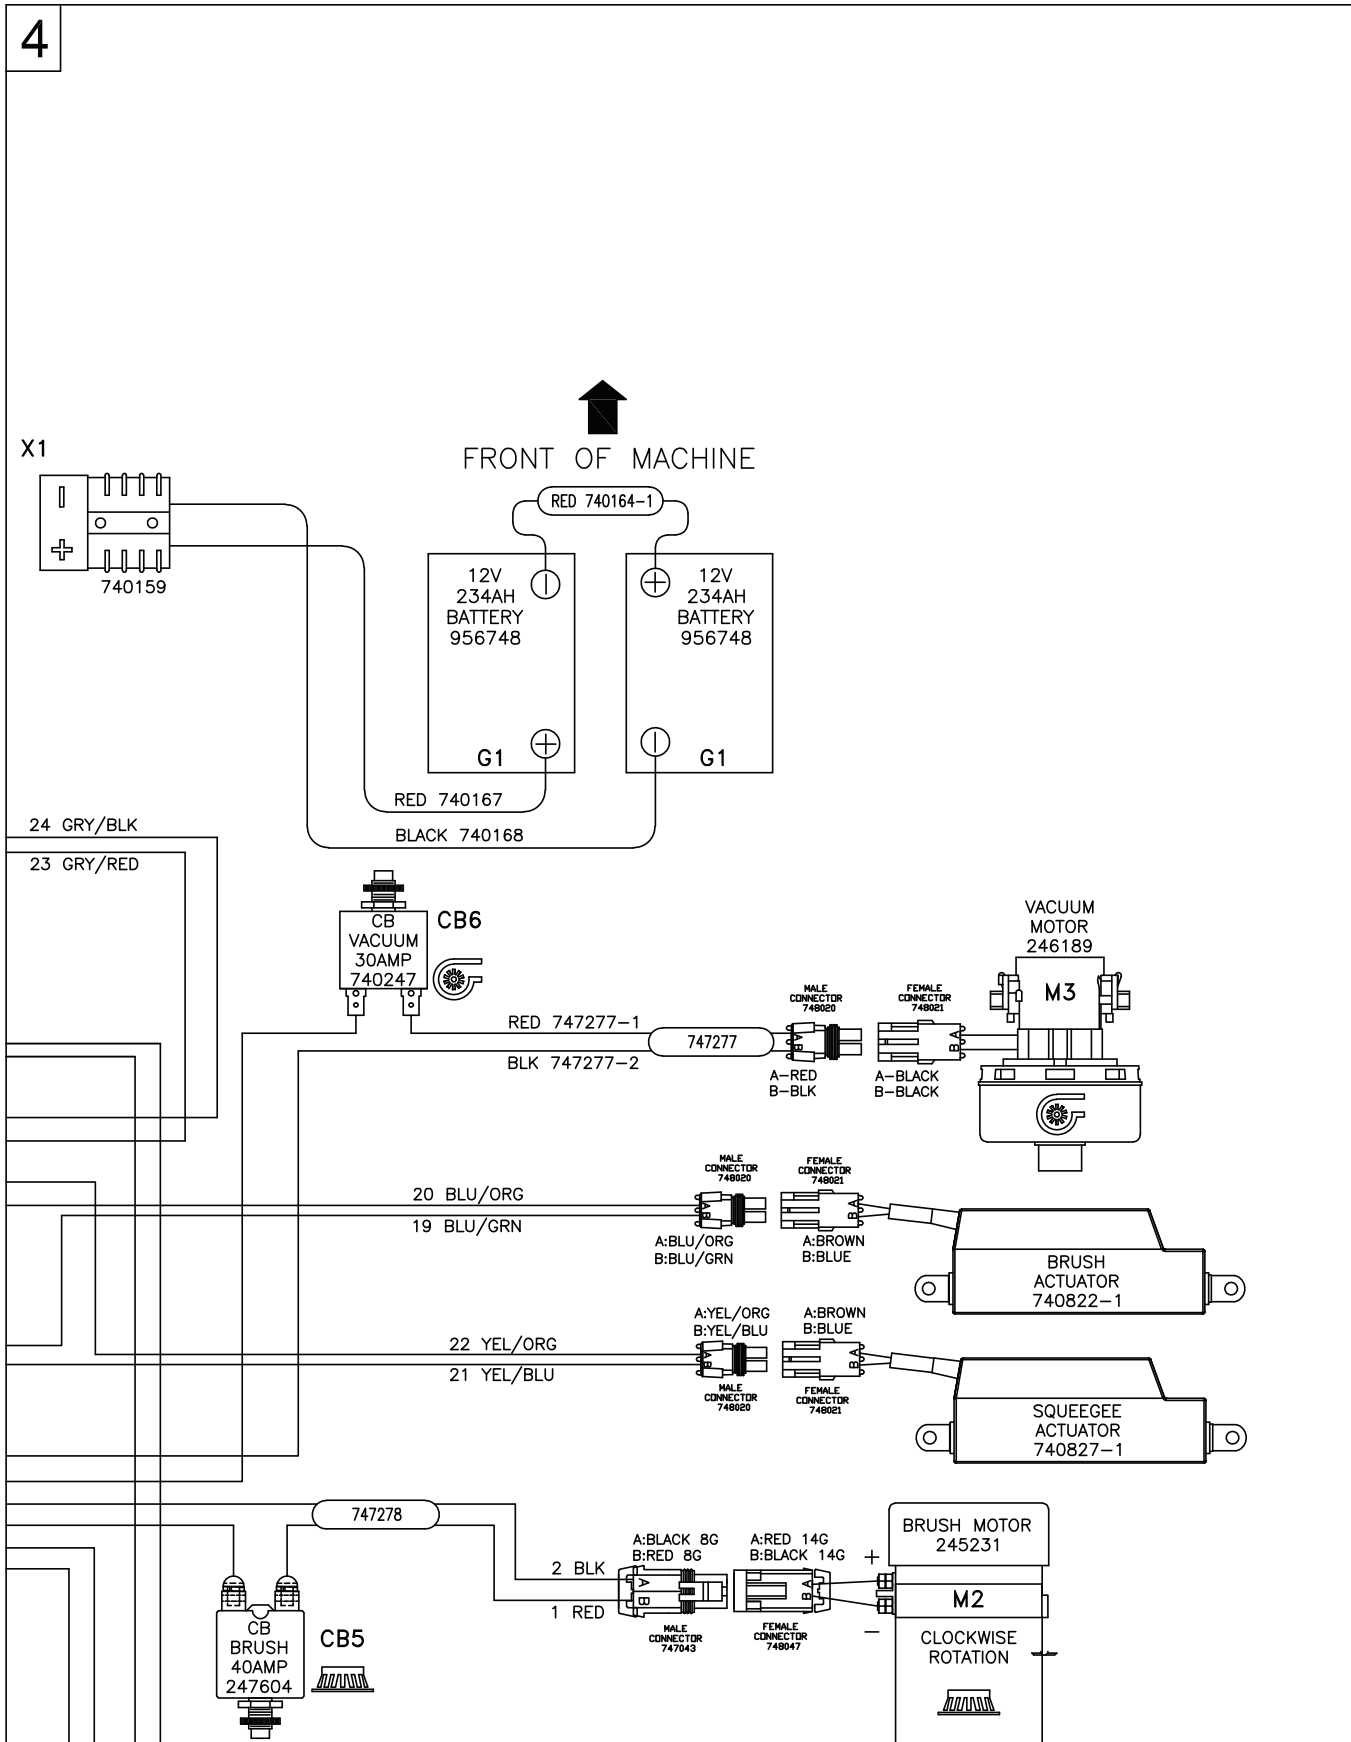 4
FRONT OF MACHINE
X1
RED 740164-1
740159
12V
234AH
BATTERY
956748
G1
12V
234AH
BATTERY
956748
G1
RED 740167
BLACK 740168
24 GRY/BLK
23 GRY/RED
CB
VACUUM
30AMP
740247
CB6
VACUUM
MOTOR
246189
M3
RED 747277-1
747277
BLK 747277-2
MALE
CONNECTOR
748020
A
B
A-RED
B-BLK
FEMALE
CONNECTOR
748021
A
B
A-BLACK
B-BLACK
20 BLU/ORG
19 BLU/GRN
MALE
CONNECTOR
748020
A
B
A:BLU/ORG
B:BLU/GRN
FEMALE
CONNECTOR
748021
A
B
A:BROWN
B:BLUE
BRUSH
ACTUATOR
740822-1
22 YEL/ORG
21 YEL/BLU
A:YEL/ORG
B:YEL/BLU
A
B
MALE
CONNECTOR
748020
A:BROWN
B:BLUE
A
B
FEMALE
CONNECTOR
748021
SQUEEGEE
ACTUATOR
740827-1
747278
2 BLK
1 RED
A:BLACK 8G
B:RED 8G
A
B
MALE
CONNECTOR
747043
A:RED 14G
B:BLACK 14G
A
B
FEMALE
CONNECTOR
748047
BRUSH MOTOR
245231
+
M2
−
CLOCKWISE
ROTATION
CB
BRUSH
40AMP
247604
CB5